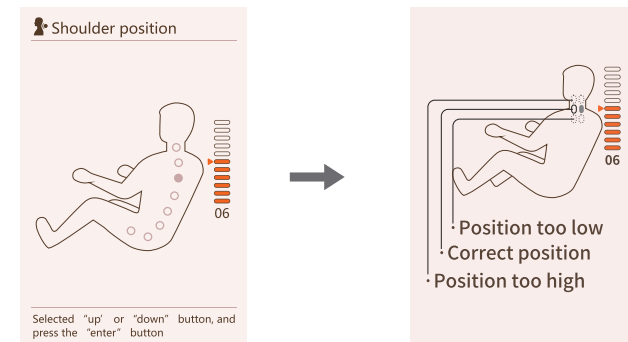 Shoulder position
06
Selected “up’ or “down” button, and
press the “enter” button
06
Position too low
Correct position
Position too high